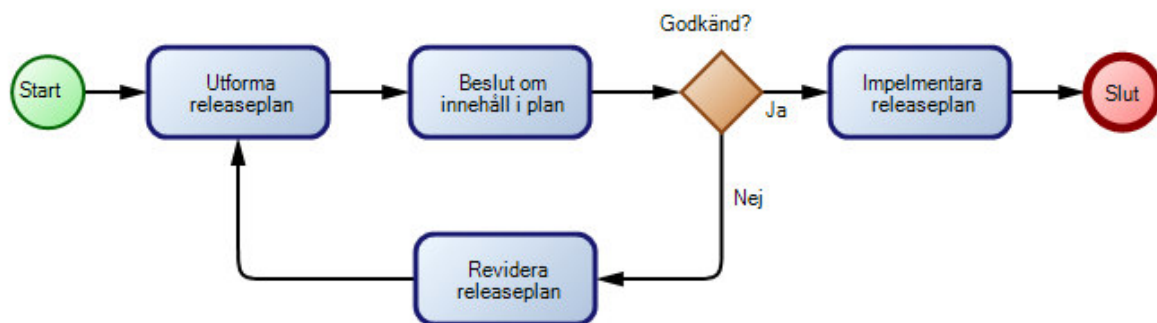 Godkänd?
Start
Utforma
releaseplan
Beslut om
innehåll i plan
Ja
Impelmentara
releaseplan
Slut
Nej
Revidera
releaseplan